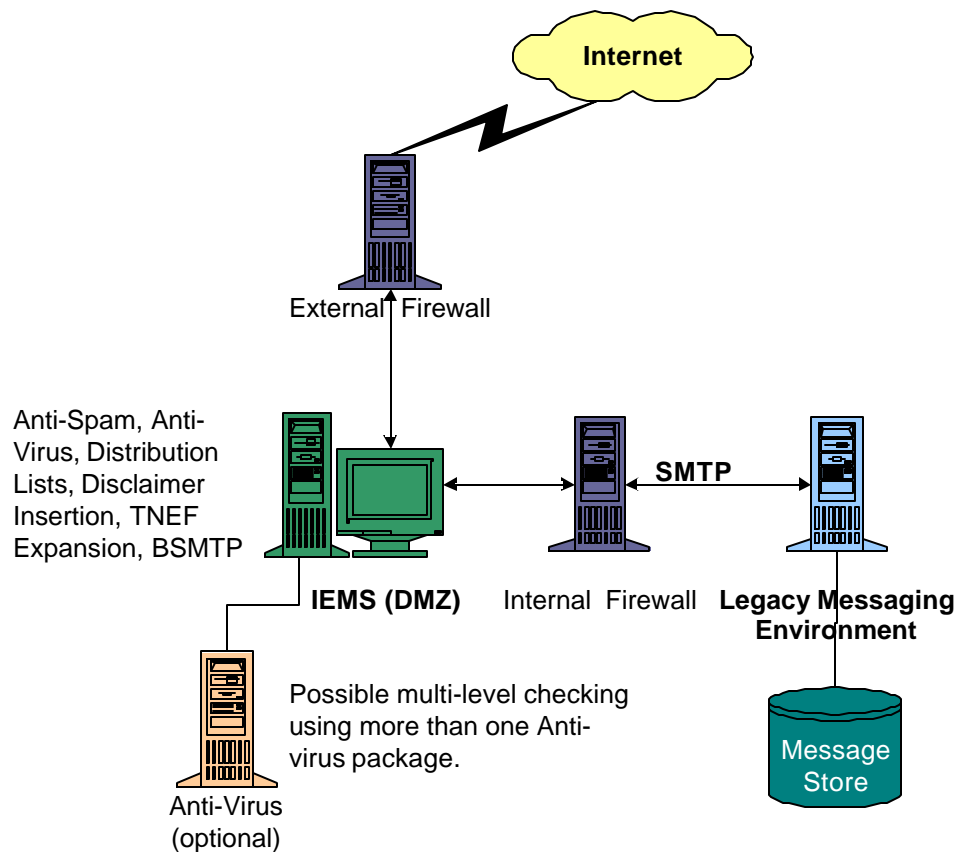 Internet
External Firewall
Anti-Spam, Anti-
Virus, Distribution
Lists, Disclaimer
Insertion, TNEF
Expansion, BSMTP
SMTP
IEMS (DMZ)
Internal Firewall
Legacy Messaging
Environment
Possible multi-level checking
using more than one Anti-
virus package.
Message
Store
Anti-Virus
(optional)